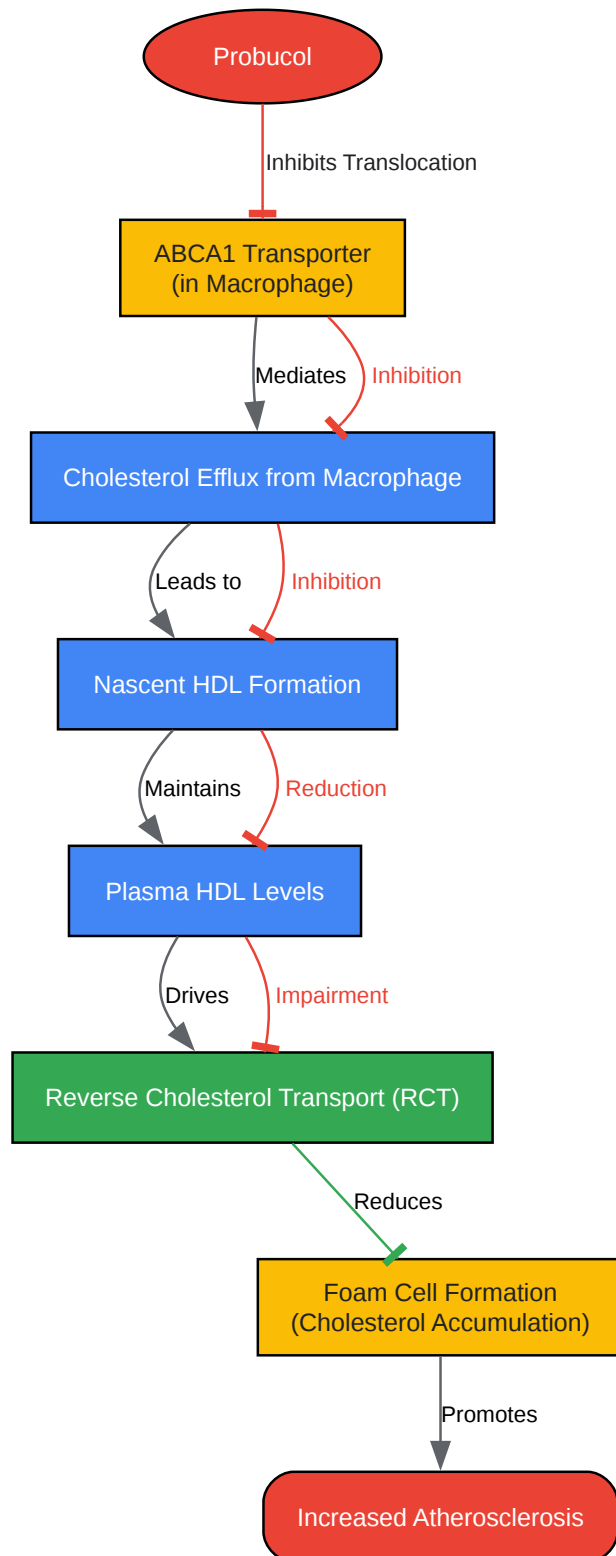 Probucol
Inhibits Translocation
ABCA1 Transporter
(in Macrophage)
Mediates
Inhibition
Cholesterol Efflux from Macrophage
Leads to
Inhibition
Nascent HDL Formation
Maintains
Reduction
Plasma HDL Levels
Drives
Impairment
Reverse Cholesterol Transport (RCT)
Reduces
Foam Cell Formation
(Cholesterol Accumulation)
Promotes
Increased Atherosclerosis